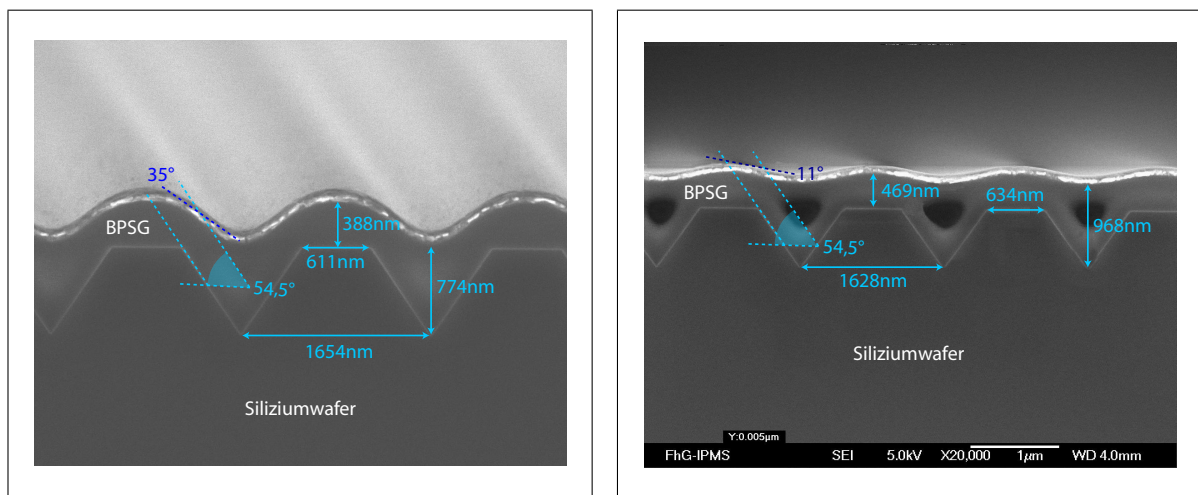 35°
BPSG
388nm
611nm
54,5°
774nm
1654nm
Siliziumwafer
11°
BPSG
469nm
634nm
968nm
54,5°
1628nm
Siliziumwafer
Y:0.005µm
FhG-IPMS SEI 5.0kV X20,000 1µm WD 4.0mm